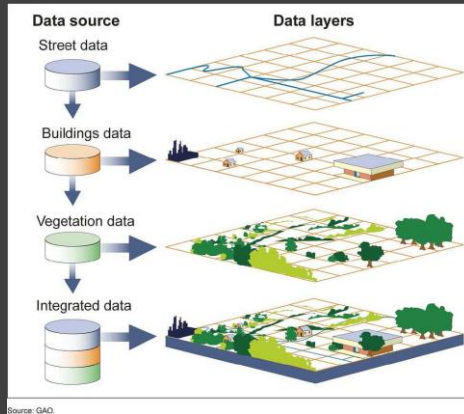 Data source
Data layers
Street data
Buildings data
Vegetation data
Integrated data
Source: GAO.